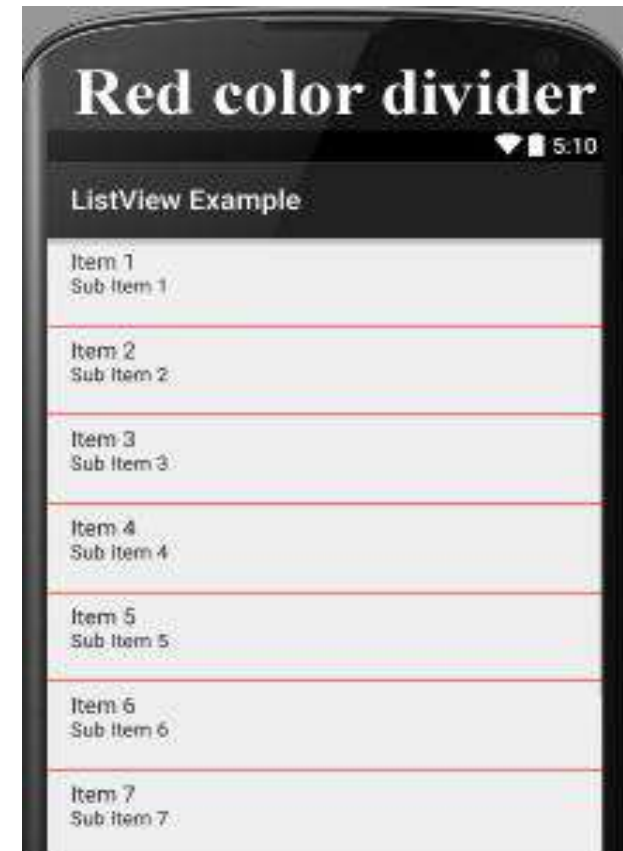 Red color divider
5:10
ListView Example
Item 1
Sub Item 1
Item 2
Sub Item 2
Item 3
Sub Item 3
Item 4
Sub Item 4
Item 5
Sub Item 5
Item 6
Sub Item 6
Item 7
Sub Item 7